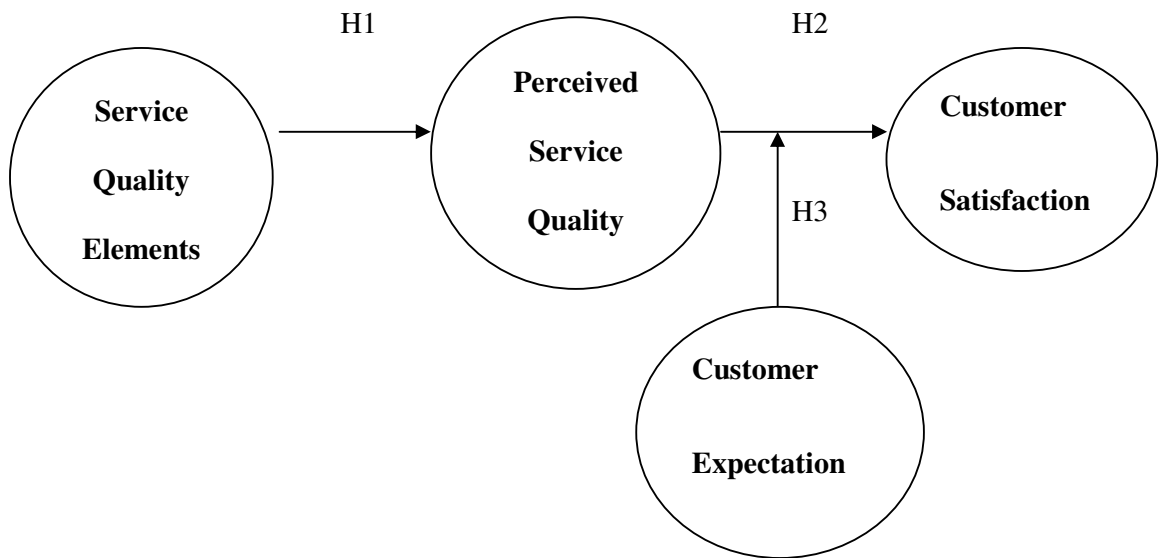 H1
H2
Service
Quality
Elements
Perceived
Service
Quality
Customer
Satisfaction
H3
Customer
Expectation